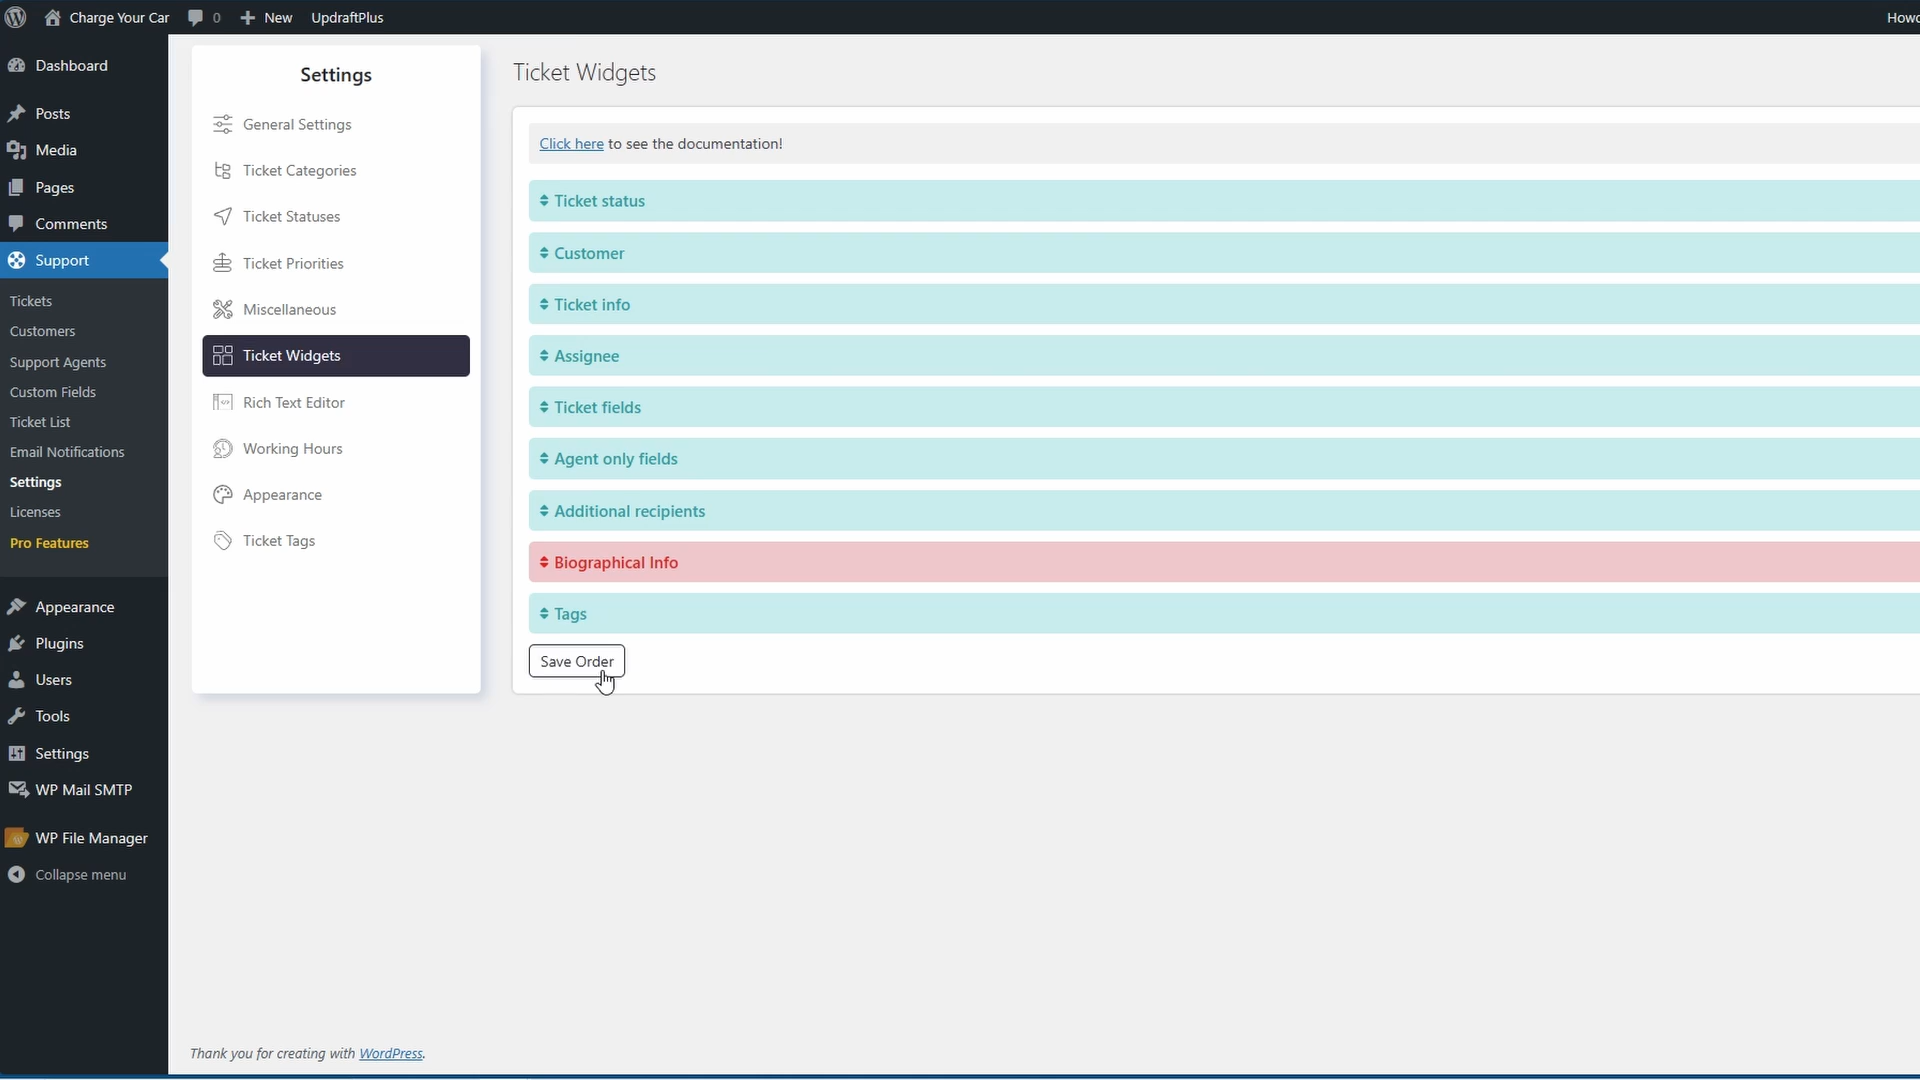 Charge Your Car 0 New UpdraftPlus
Dashboard
Posts
Media
Pages
Comments
Support
Tickets
Customers
Support Agents
Custom Fields
Ticket List
Email Notifications
Settings
Licenses
Pro Features
Appearance
Plugins
Users
Tools
Settings
WP Mail SMTP
WP File Manager
Collapse menu
Settings
General Settings
Ticket Categories
Ticket Statuses
Ticket Priorities
Miscellaneous
Ticket Widgets
Rich Text Editor
Working Hours
Appearance
Ticket Tags
Ticket Widgets
Click here to see the documentation!
Ticket status
Customer
Ticket info
Assignee
Ticket fields
Agent only fields
Additional recipients
Biographical Info
Tags
Save Order
Thank you for creating with WordPress.